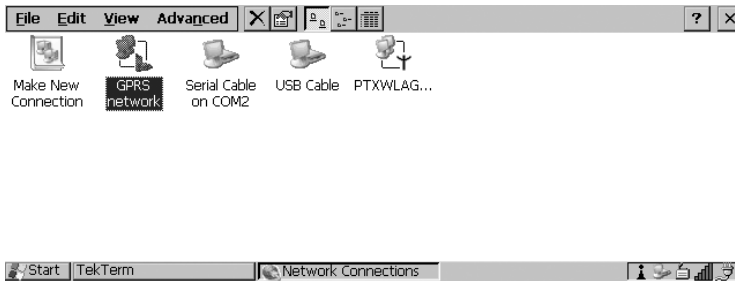 File Edit View Advanced ?
Make New
Connection
GPRS
network
Serial Cable
on COM2
USB Cable
PTXWLAG...
Start TekTerm Network Connections